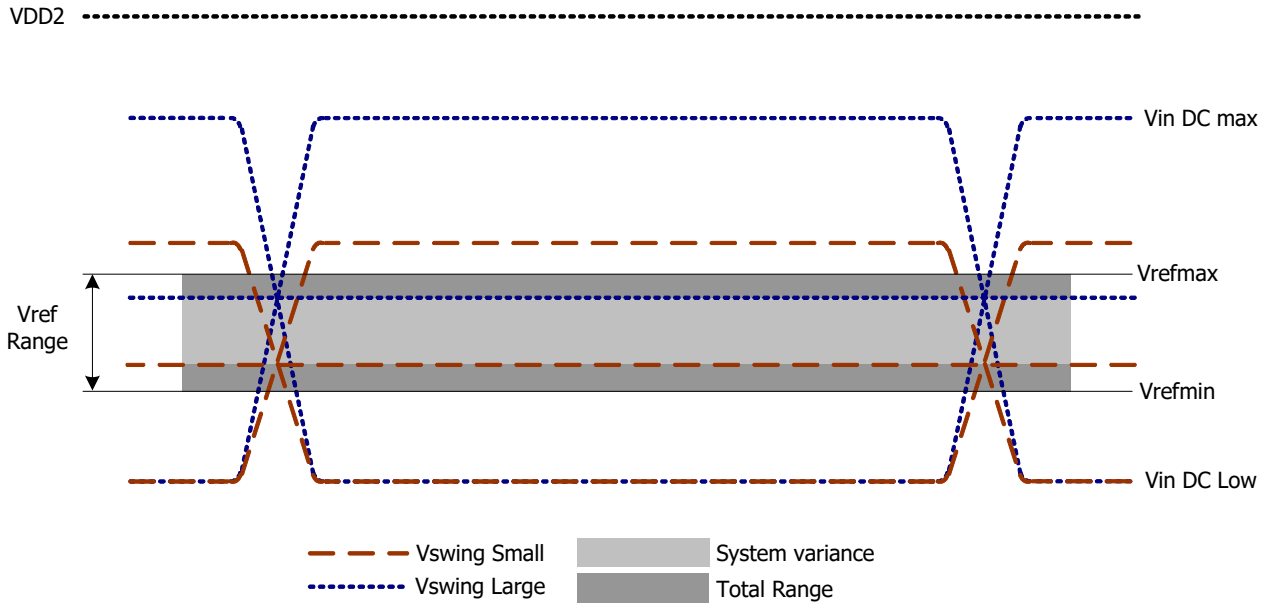 VDD2
Vin DC max
Vrefmax
Vref
Range
Vrefmin
Vin DC Low
Vswing Small
System variance
Vswing Large
Total Range